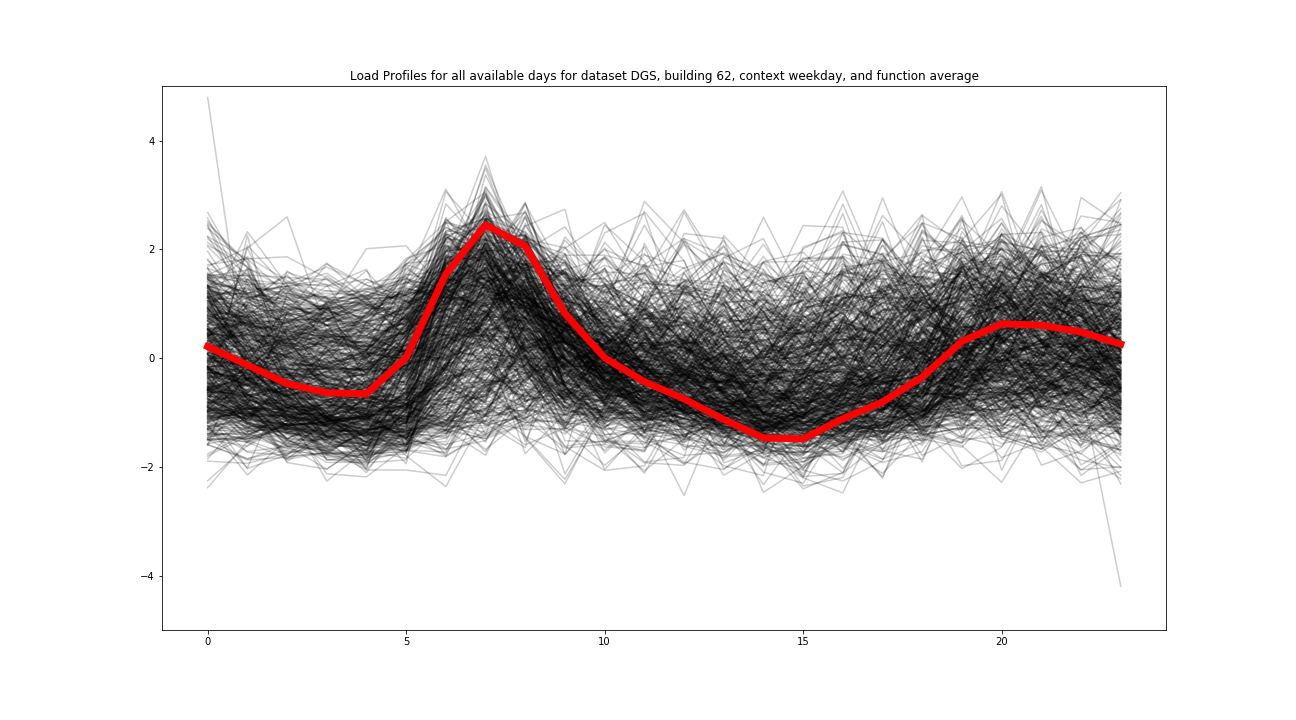 Load Profiles for all available days for dataset DGS, building 62, context weekday, and function average
4
2
0
−2
−4
0 5 10 15 20